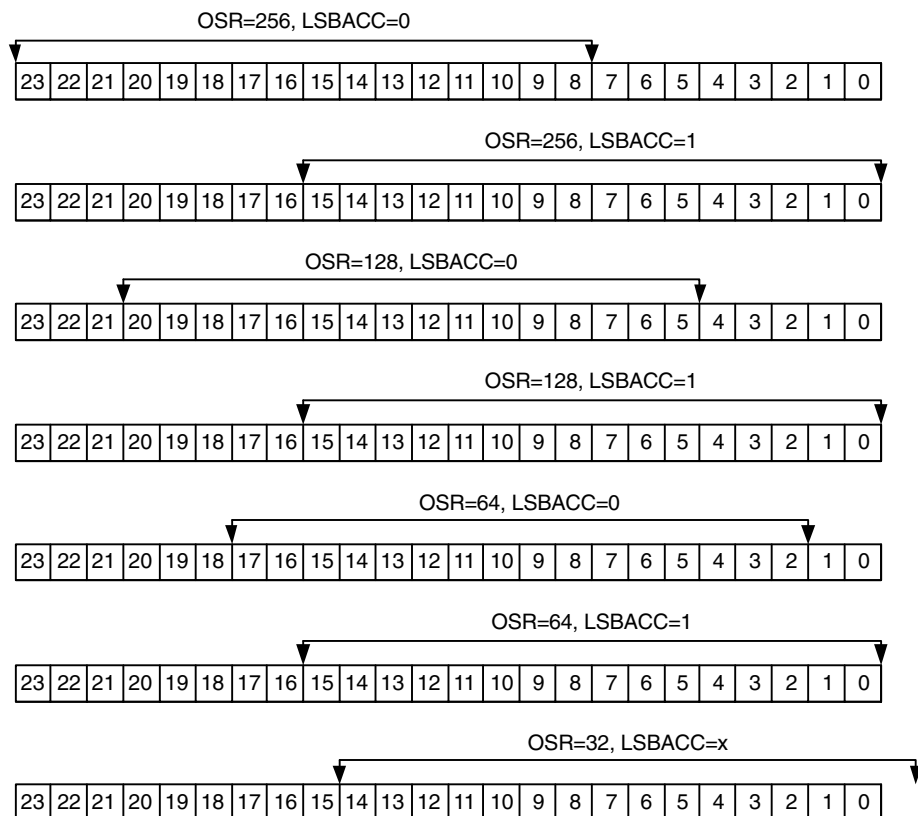 OSR=256, LSBACC=0
23 22 21 20 19 18 17 16 15 14 13 12 11 10 9 8 7 6 5 4 3 2 1 0
OSR=256, LSBACC=1
23 22 21 20 19 18 17 16 15 14 13 12 11 10 9 8 7 6 5 4 3 2 1 0
OSR=128, LSBACC=0
23 22 21 20 19 18 17 16 15 14 13 12 11 10 9 8 7 6 5 4 3 2 1 0
OSR=128, LSBACC=1
23 22 21 20 19 18 17 16 15 14 13 12 11 10 9 8 7 6 5 4 3 2 1 0
OSR=64, LSBACC=0
23 22 21 20 19 18 17 16 15 14 13 12 11 10 9 8 7 6 5 4 3 2 1 0
OSR=64, LSBACC=1
23 22 21 20 19 18 17 16 15 14 13 12 11 10 9 8 7 6 5 4 3 2 1 0
OSR=32, LSBACC=x
23 22 21 20 19 18 17 16 15 14 13 12 11 10 9 8 7 6 5 4 3 2 1 0